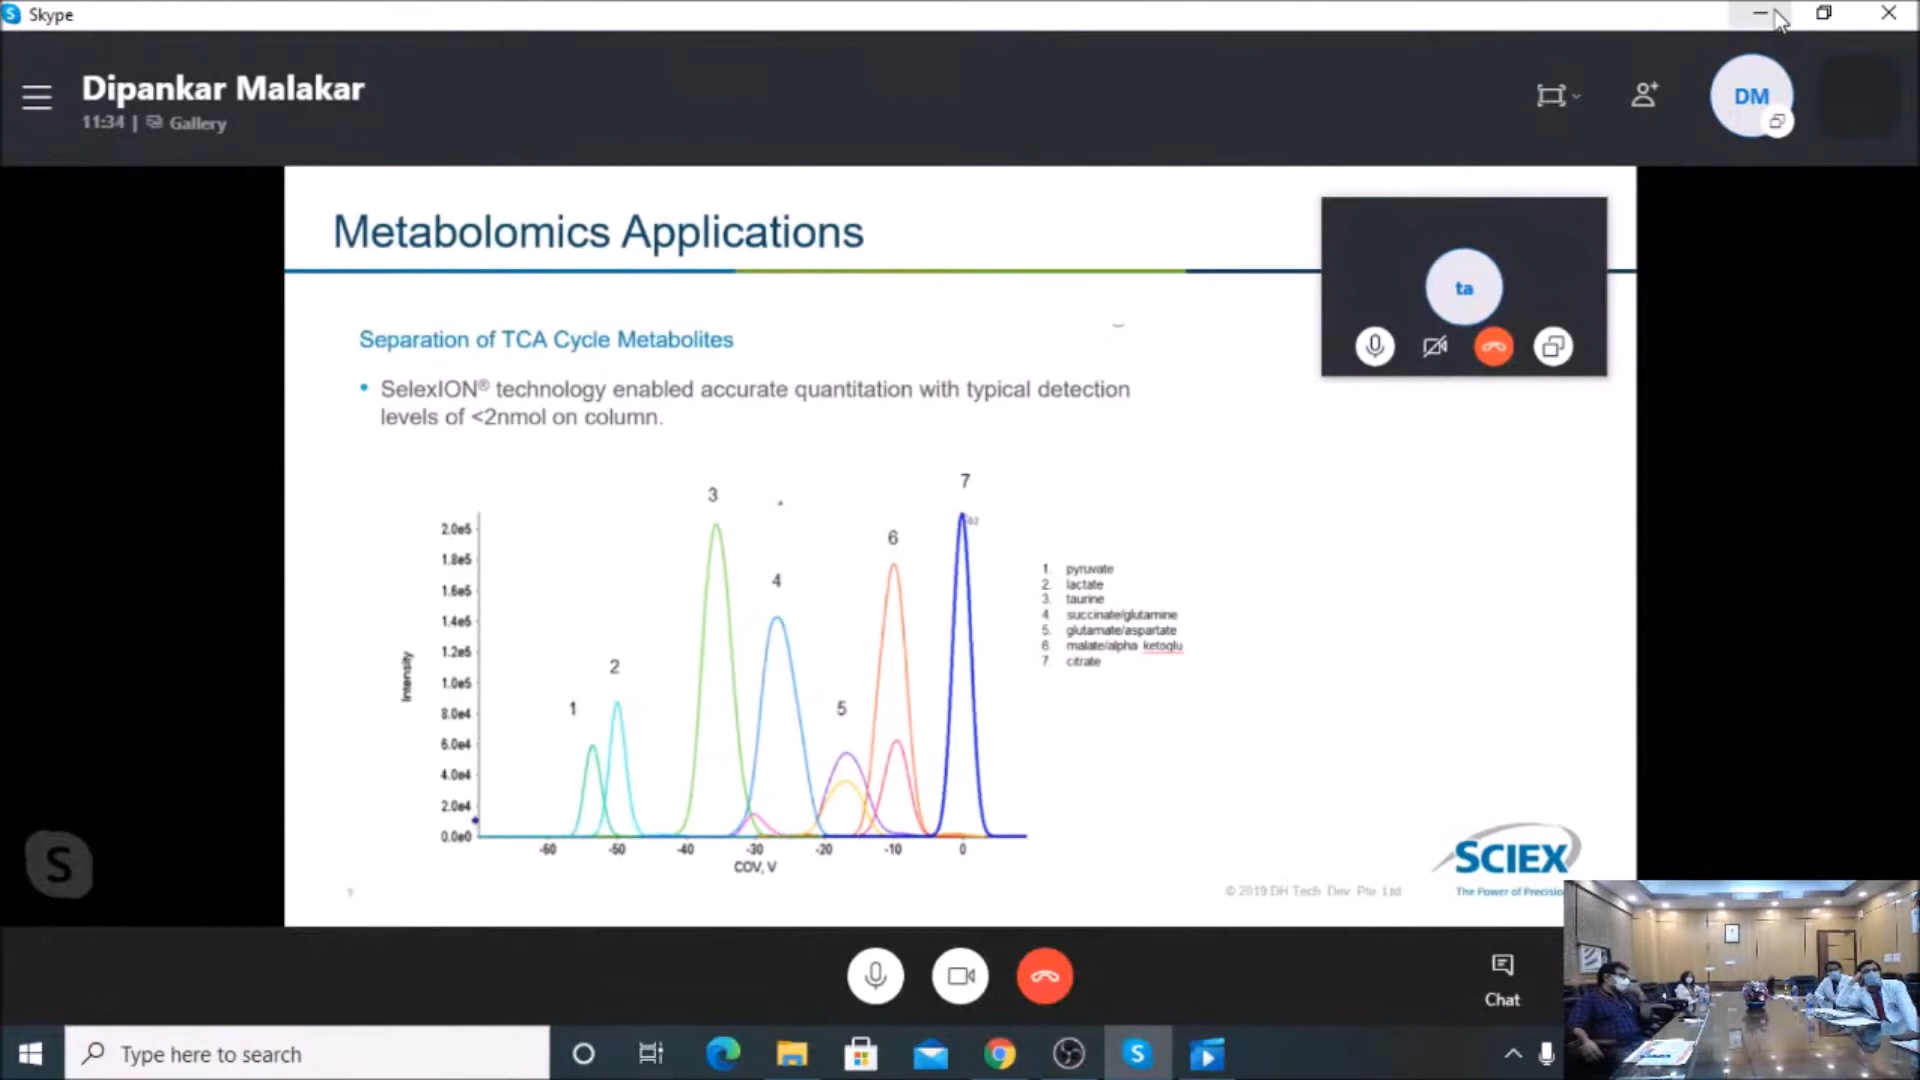 Skype
Dipankar Malakar
11:34 | Gallery
DM
Metabolomics Applications
ta
Separation of TCA Cycle Metabolites
• SelexION® technology enabled accurate quantitation with typical detection
levels of <2nmol on column.
7
3
6
4
2
1
5
2.0e5
1.8e5
1.6e5
1.4e5
1.2e5
1.0e5
8.0e4
6.0e4
4.0e4
2.0e4
0.0e0
Intensity
-60 -50 -40 -30 -20 -10 0
COV, V
1. pyruvate
2. lactate
3. taurine
4. succinate/glutamine
5. glutamate/aspartate
6. malate/alpha ketoglu
7. citrate
SCIEX
The Power of Precisio
9
© 2019 DH Tech. Dev. Pte. Ltd
S
Chat
Type here to search
S